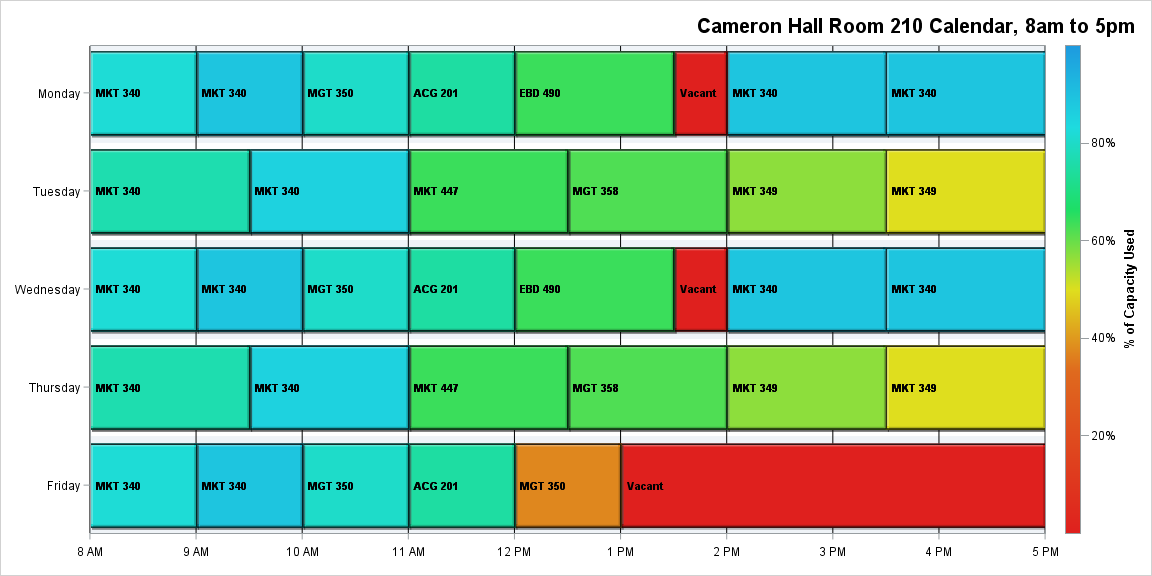 Cameron Hall Room 210 Calendar, 8am to 5pm
Monday
MKT 340
MKT 340
MGT 350
ACG 201
EBD 490
Vacant
MKT 340
MKT 340
Tuesday
MKT 340
MKT 340
MKT 447
MGT 358
MKT 349
MKT 349
Wednesday
MKT 340
MKT 340
MGT 350
ACG 201
EBD 490
Vacant
MKT 340
MKT 340
Thursday
MKT 340
MKT 340
MKT 447
MGT 358
MKT 349
MKT 349
Friday
MKT 340
MKT 340
MGT 350
ACG 201
MGT 350
Vacant
8 AM
9 AM
10 AM
11 AM
12 PM
1 PM
2 PM
3 PM
4 PM
5 PM
80%
60%
40%
20%
% of Capacity Used